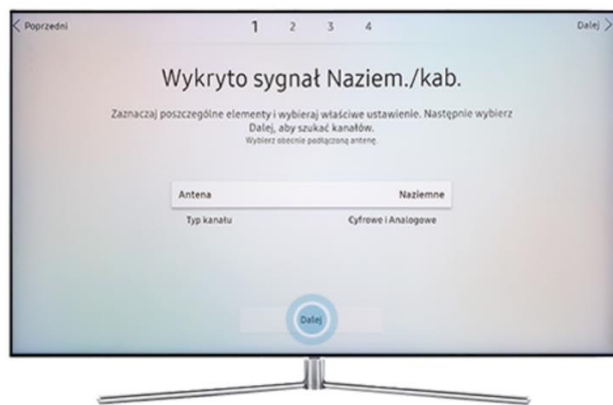 Poprzedni
1 2 3 4
Dalej
Wykryto sygnał Naziem./kab.
Zaznaczaj poszczególne elementy i wybieraj właściwe ustawienie. Następnie wybierz
Dalej, aby szukać kanałów.
Wybierz obecnie podłączoną antenę.
Antena Naziemne
Typ kanału Cyfrowe i Analogowe
Dalej